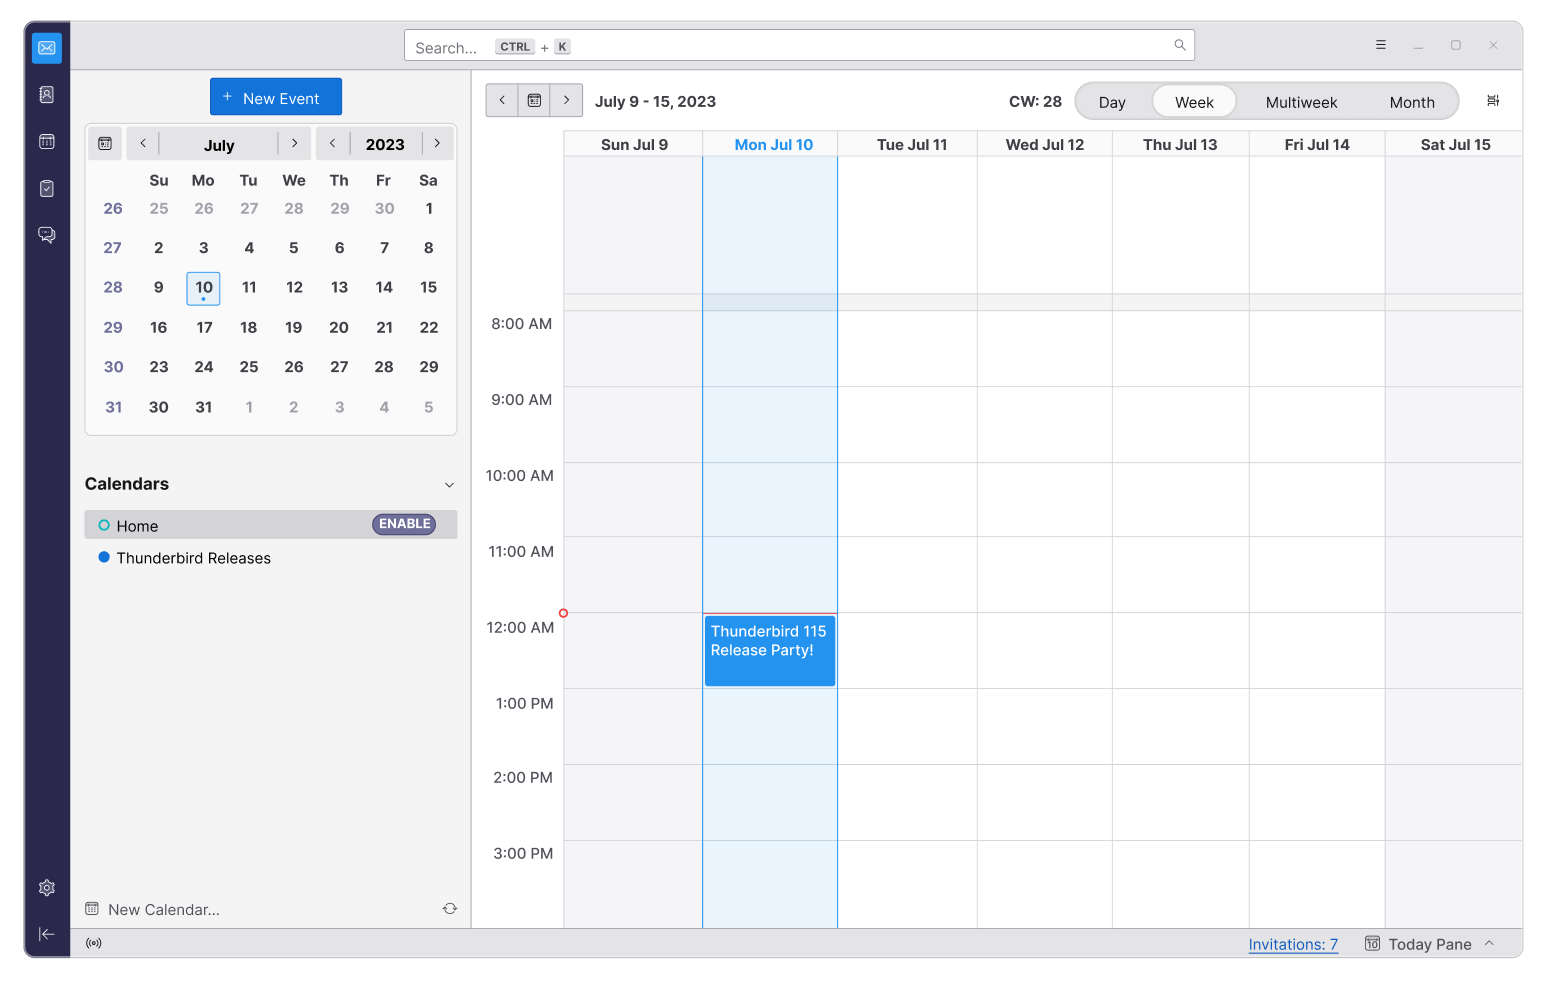 Search... CTRL + K
+ New Event
July 2023
Su Mo Tu We Th Fr Sa
26 25 26 27 28 29 30 1
27 2 3 4 5 6 7 8
28 9 10 11 12 13 14 15
29 16 17 18 19 20 21 22
30 23 24 25 26 27 28 29
31 30 31 1 2 3 4 5
Calendars
Home ENABLE
Thunderbird Releases
New Calendar...
July 9 - 15, 2023 CW: 28 Day Week Multiweek Month
Sun Jul 9 Mon Jul 10 Tue Jul 11 Wed Jul 12 Thu Jul 13 Fri Jul 14 Sat Jul 15
8:00 AM
9:00 AM
10:00 AM
11:00 AM
12:00 AM
Thunderbird 115
Release Party!
1:00 PM
2:00 PM
3:00 PM
Invitations: 7 10 Today Pane